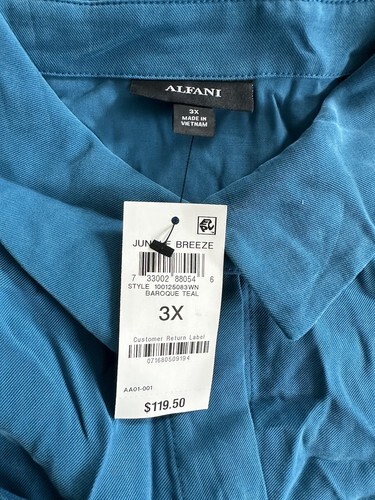 ALFANI
3X
MADE IN
VIETNAM
BREEZE
7 33002 88054 6
STYLE 100125083WN
BAROQUE TEAL
3X
Customer Return Label
071680509194
AA01-001
$119.50